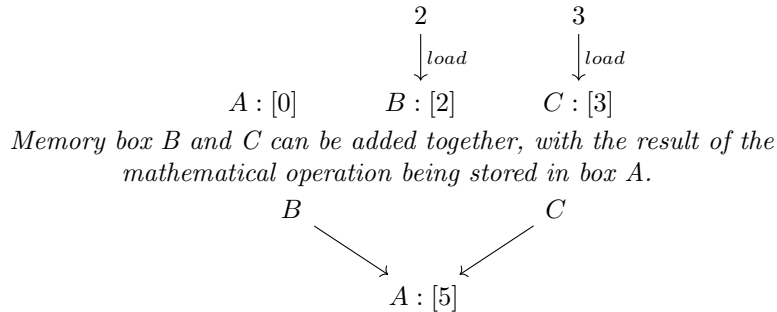 2 3
load load
A : [0] B : [2] C : [3]
Memory box B and C can be added together, with the result of the
mathematical operation being stored in box A.
B C
A : [5]